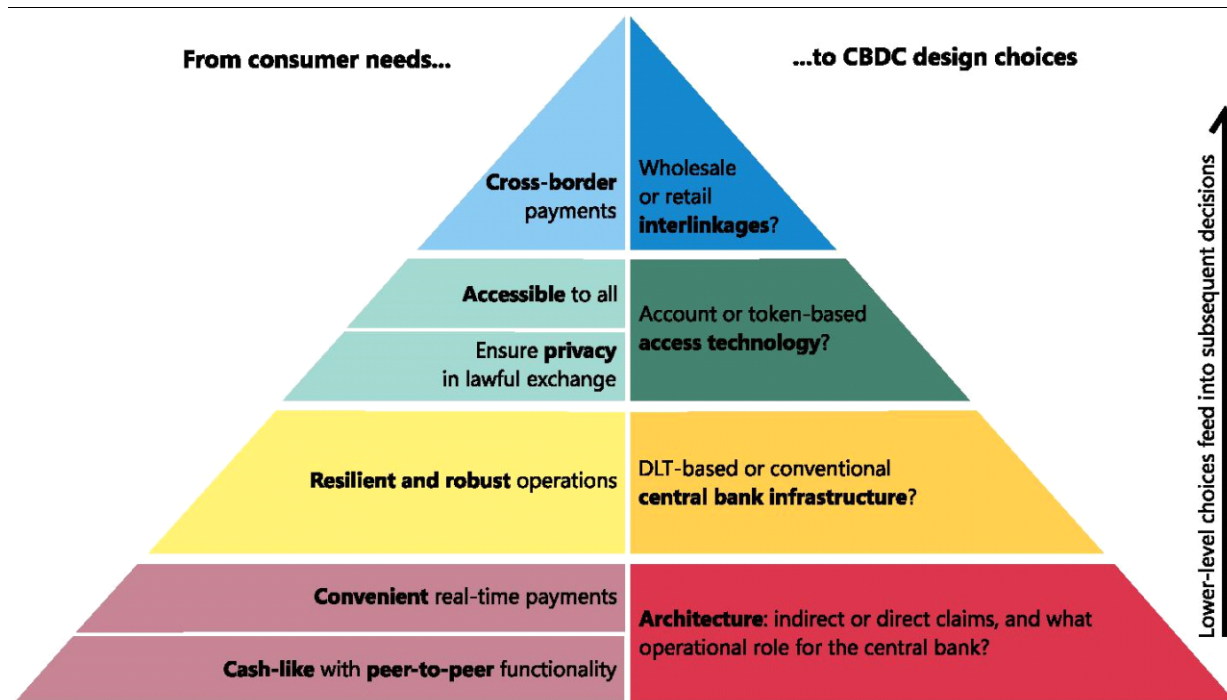 From consumer needs...
...to CBDC design choices
Cross-border
payments
Wholesale
or retail
interlinkages?
Accessible to all
Ensure privacy
in lawful exchange
Account or token-based
access technology?
Resilient and robust operations
DLT-based or conventional
central bank infrastructure?
Convenient real-time payments
Cash-like with peer-to-peer functionality
Architecture: indirect or direct claims, and what
operational role for the central bank?
Lower-level choices feed into subsequent decisions